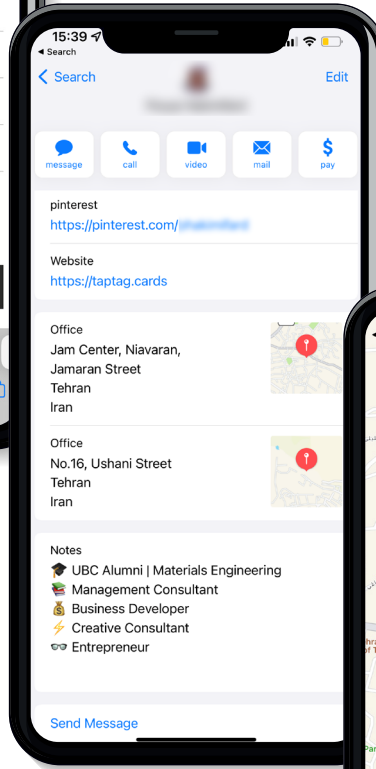 15:39
◀ Search
Search
Edit
message
call
video
mail
pay
pinterest
https://pinterest.com/
Website
https://taptag.cards
Office
Jam Center, Niavaran,
Jamaran Street
Tehran
Iran
Office
No.16, Ushani Street
Tehran
Iran
Notes
🎓 UBC Alumni | Materials Engineering
📚 Management Consultant
💰 Business Developer
⚡ Creative Consultant
👓 Entrepreneur
Send Message